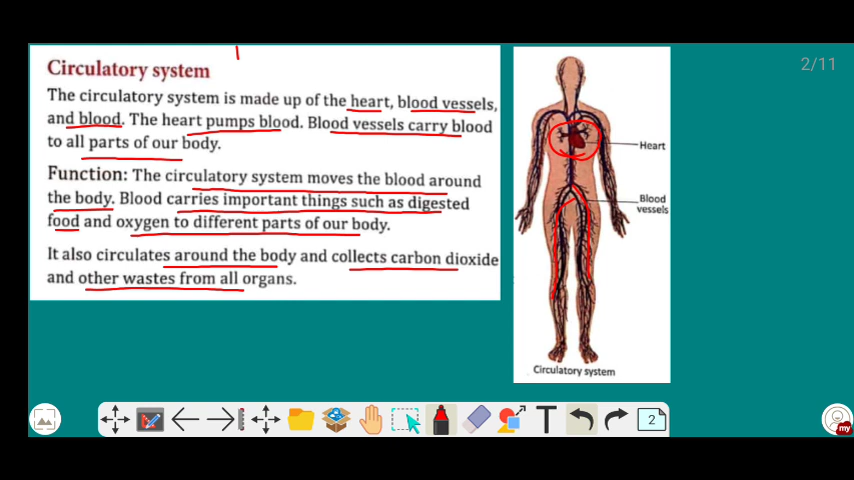 2/11
Circulatory system
The circulatory system is made up of the heart, blood vessels,
and blood. The heart pumps blood. Blood vessels carry blood
to all parts of our body.
Function: The circulatory system moves the blood around
the body. Blood carries important things such as digested
food and oxygen to different parts of our body.
It also circulates around the body and collects carbon dioxide
and other wastes from all organs.
Heart
Blood
vessels
Circulatory system
T
2
my